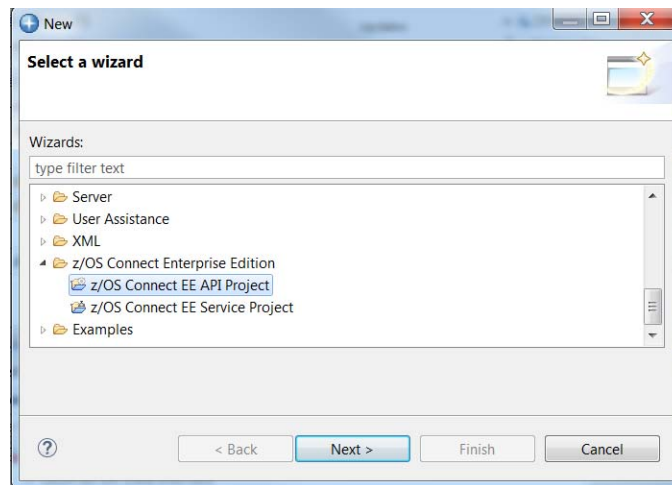 New
Select a wizard
Wizards:
type filter text
Server
User Assistance
XML
z/OS Connect Enterprise Edition
z/OS Connect EE API Project
z/OS Connect EE Service Project
Examples
?
< Back Next > Finish Cancel